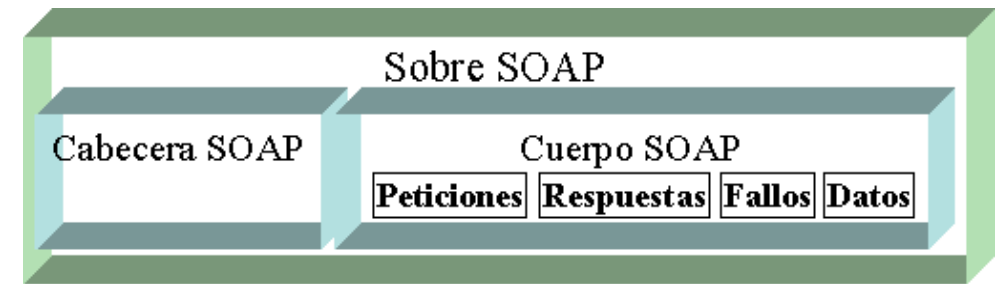 Sobre SOAP
Cabecera SOAP
Cuerpo SOAP
Peticiones Respuestas Fallos Datos